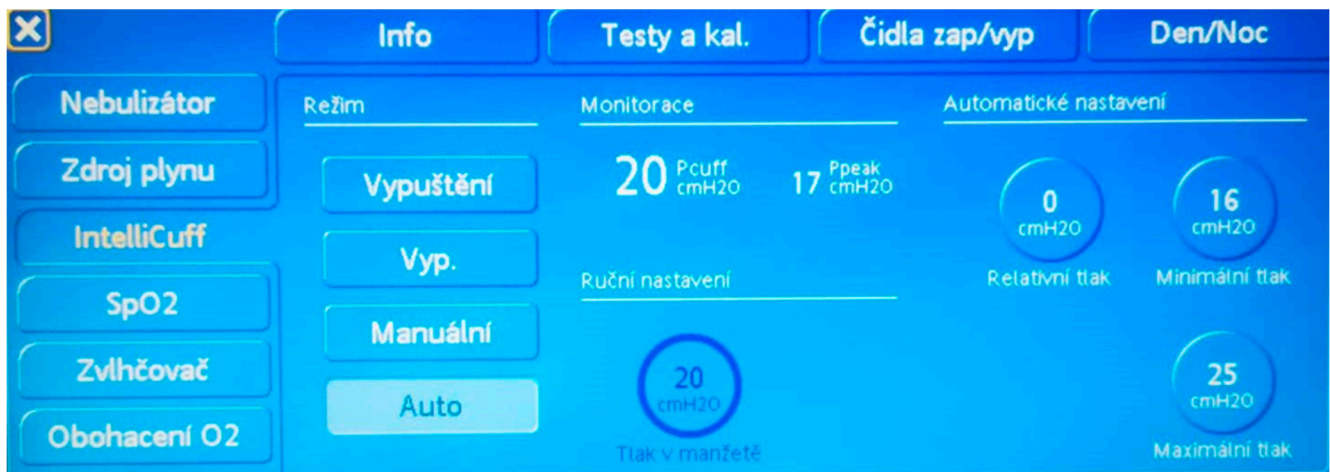 Info
Testy a kal.
Čidla zap/vyp
Den/Noc
Nebulizátor
Zdroj plynu
IntelliCuff
SpO2
Zvlhčovač
Obohacení O2
Režim
Vypuštění
Vyp.
Manuální
Auto
Monitorace
20 Pcuff cmH2O
17 Ppeak cmH2O
Ruční nastavení
20
cmH2O
Tlak v manžetě
Automatické nastavení
0
cmH2O
Relativní tlak
16
cmH2O
Minimální tlak
25
cmH2O
Maximální tlak